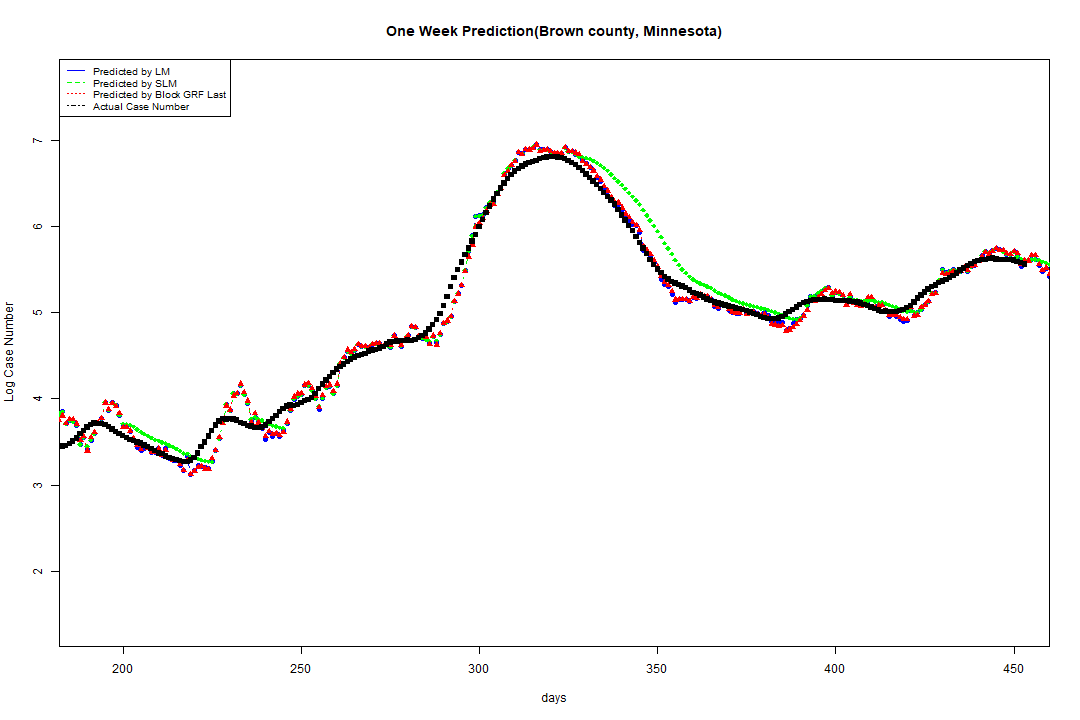 One Week Prediction(Brown county, Minnesota)
Predicted by LM
Predicted by SLM
Predicted by Block GRF Last
Actual Case Number
7
6
5
4
3
2
Log Case Number
200 250 300 350 400 450
days